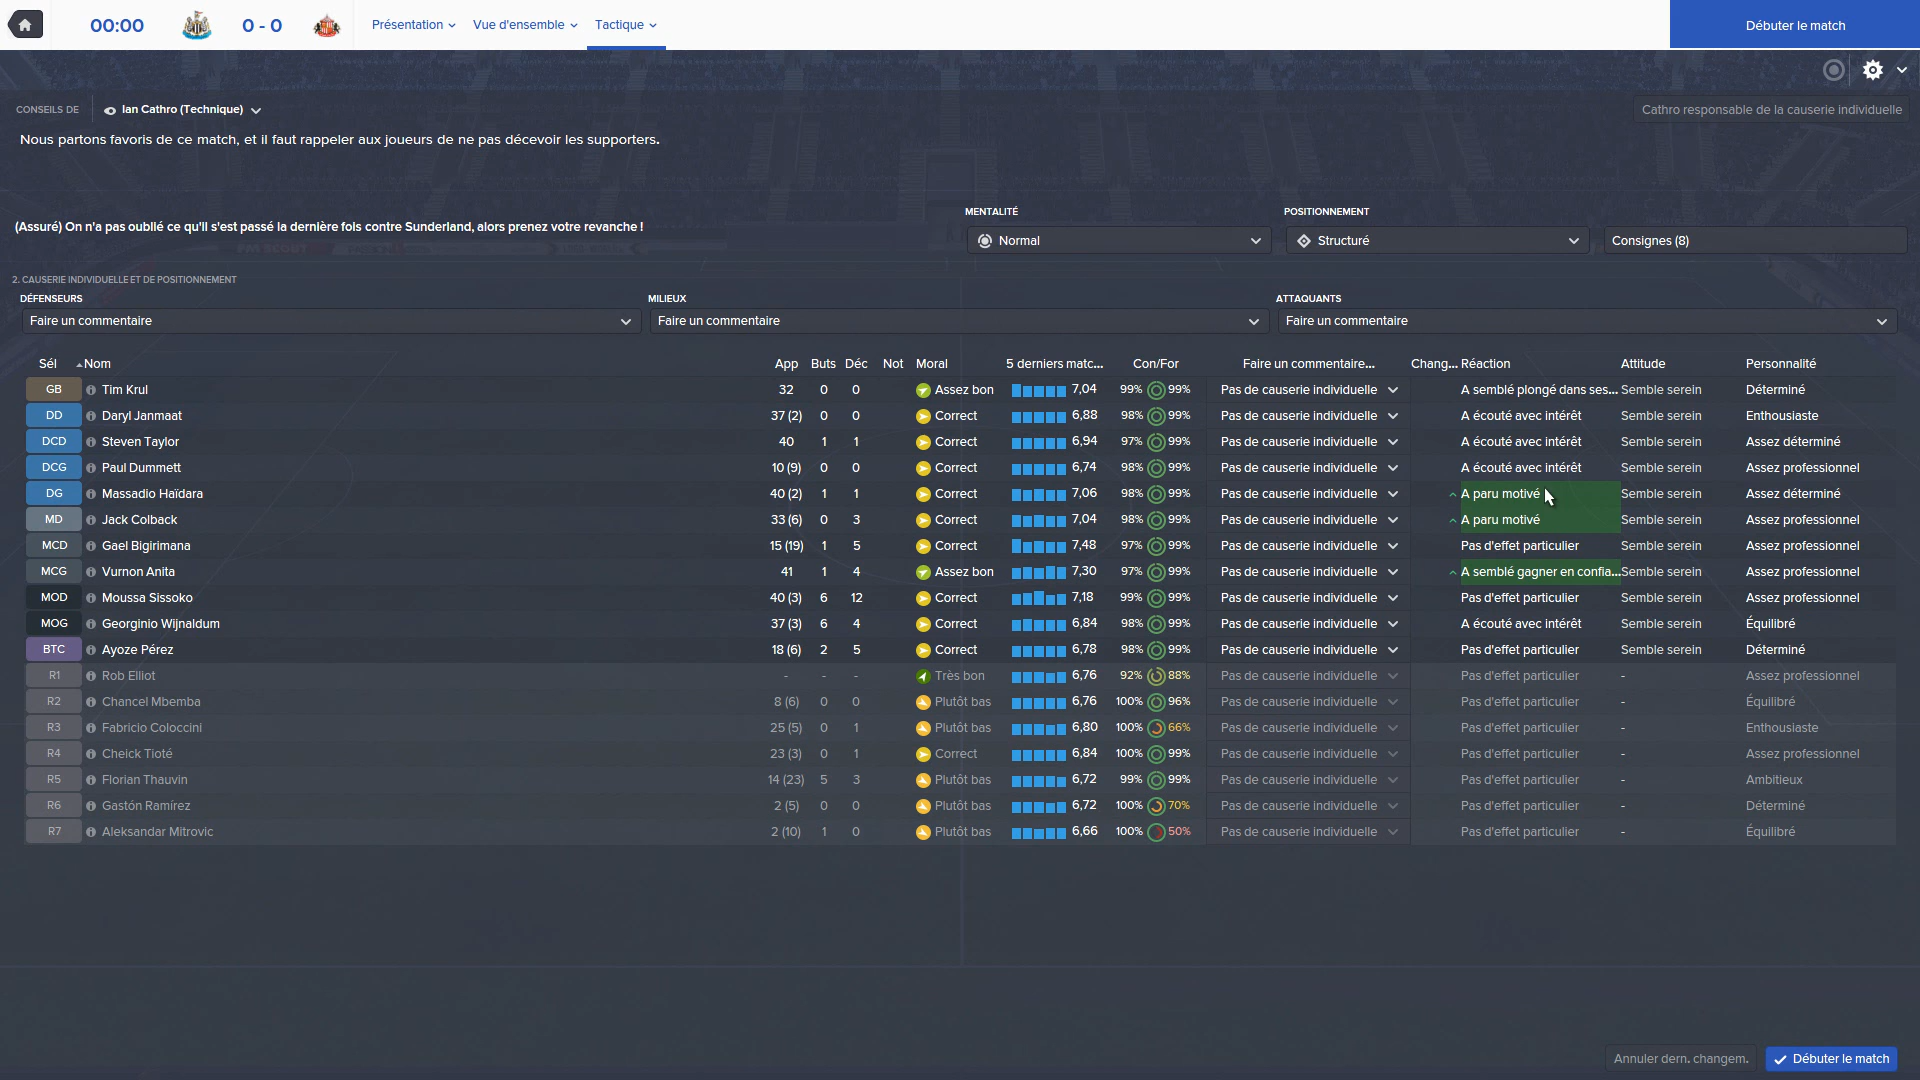 00:00
0 - 0
Présentation
Vue d'ensemble
Tactique
Débuter le match
CONSEILS DE
Ian Cathro (Technique)
Cathro responsable de la causerie individuelle
Nous partons favoris de ce match, et il faut rappeler aux joueurs de ne pas décevoir les supporters.
MENTALITÉ
POSITIONNEMENT
(Assuré) On n'a pas oublié ce qu'il s'est passé la dernière fois contre Sunderland, alors prenez votre revanche !
Normal
Structuré
Consignes (8)
2. CAUSERIE INDIVIDUELLE ET DE POSITIONNEMENT
DÉFENSEURS
MILIEUX
ATTAQUANTS
Faire un commentaire
Faire un commentaire
Faire un commentaire
Sél Nom App Buts Déc Not Moral 5 derniers matc... Con/For Faire un commentaire... Chang... Réaction Attitude Personnalité
GB Tim Krul 32 0 0 Assez bon 7,04 99% 99% Pas de causerie individuelle A semblé plongé dans ses... Semble serein Déterminé
DD Daryl Janmaat 37 (2) 0 0 Correct 6,88 98% 99% Pas de causerie individuelle A écouté avec intérêt Semble serein Enthousiaste
DCD Steven Taylor 40 1 1 Correct 6,94 97% 99% Pas de causerie individuelle A écouté avec intérêt Semble serein Assez déterminé
DCG Paul Dummett 10 (9) 0 0 Correct 6,74 98% 99% Pas de causerie individuelle A écouté avec intérêt Semble serein Assez professionnel
DG Massadio Haïdara 40 (2) 1 1 Correct 7,06 98% 99% Pas de causerie individuelle A paru motivé Semble serein Assez déterminé
MD Jack Colback 33 (6) 0 3 Correct 7,04 98% 99% Pas de causerie individuelle A paru motivé Semble serein Assez professionnel
MCD Gael Bigirimana 15 (19) 1 5 Correct 7,48 97% 99% Pas de causerie individuelle Pas d'effet particulier Semble serein Assez professionnel
MCG Vurnon Anita 41 1 4 Assez bon 7,30 97% 99% Pas de causerie individuelle A semblé gagner en confia... Semble serein Assez professionnel
MOD Moussa Sissoko 40 (3) 6 12 Correct 7,18 99% 99% Pas de causerie individuelle Pas d'effet particulier Semble serein Assez professionnel
MOG Georginio Wijnaldum 37 (3) 6 4 Correct 6,84 98% 99% Pas de causerie individuelle A écouté avec intérêt Semble serein Équilibré
BTC Ayoze Pérez 18 (6) 2 5 Correct 6,78 98% 99% Pas de causerie individuelle Pas d'effet particulier Semble serein Déterminé
R1 Rob Elliot - - - Très bon 6,76 92% 88% Pas de causerie individuelle Pas d'effet particulier - Assez professionnel
R2 Chancel Mbemba 8 (6) 0 0 Plutôt bas 6,76 100% 96% Pas de causerie individuelle Pas d'effet particulier - Équilibré
R3 Fabricio Coloccini 25 (5) 0 1 Plutôt bas 6,80 100% 66% Pas de causerie individuelle Pas d'effet particulier - Enthousiaste
R4 Cheick Tioté 23 (3) 0 1 Correct 6,84 100% 99% Pas de causerie individuelle Pas d'effet particulier - Assez professionnel
R5 Florian Thauvin 14 (23) 5 3 Plutôt bas 6,72 99% 99% Pas de causerie individuelle Pas d'effet particulier - Ambitieux
R6 Gastón Ramírez 2 (5) 0 0 Plutôt bas 6,72 100% 70% Pas de causerie individuelle Pas d'effet particulier - Déterminé
R7 Aleksandar Mitrovic 2 (10) 1 0 Plutôt bas 6,66 100% 50% Pas de causerie individuelle Pas d'effet particulier - Équilibré
Annuler dern. changem.
Débuter le match